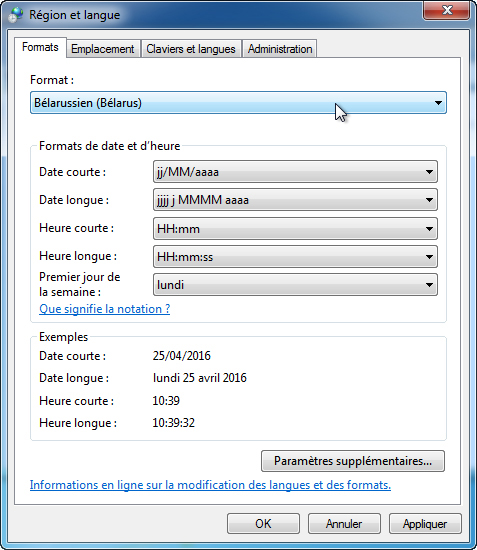 Région et langue
Formats Emplacement Claviers et langues Administration
Format :
Bélarussien (Bélarus)
Formats de date et d'heure
Date courte : jj/MM/aaaa
Date longue : jjjj j MMMM aaaa
Heure courte : HH:mm
Heure longue : HH:mm:ss
Premier jour de
la semaine : lundi
Que signifie la notation ?
Exemples
Date courte : 25/04/2016
Date longue : lundi 25 avril 2016
Heure courte : 10:39
Heure longue : 10:39:32
Paramètres supplémentaires...
Informations en ligne sur la modification des langues et des formats.
OK Annuler Appliquer